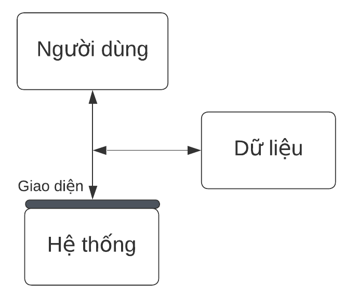 Người dùng
Dữ liệu
Giao diện
Hệ thống